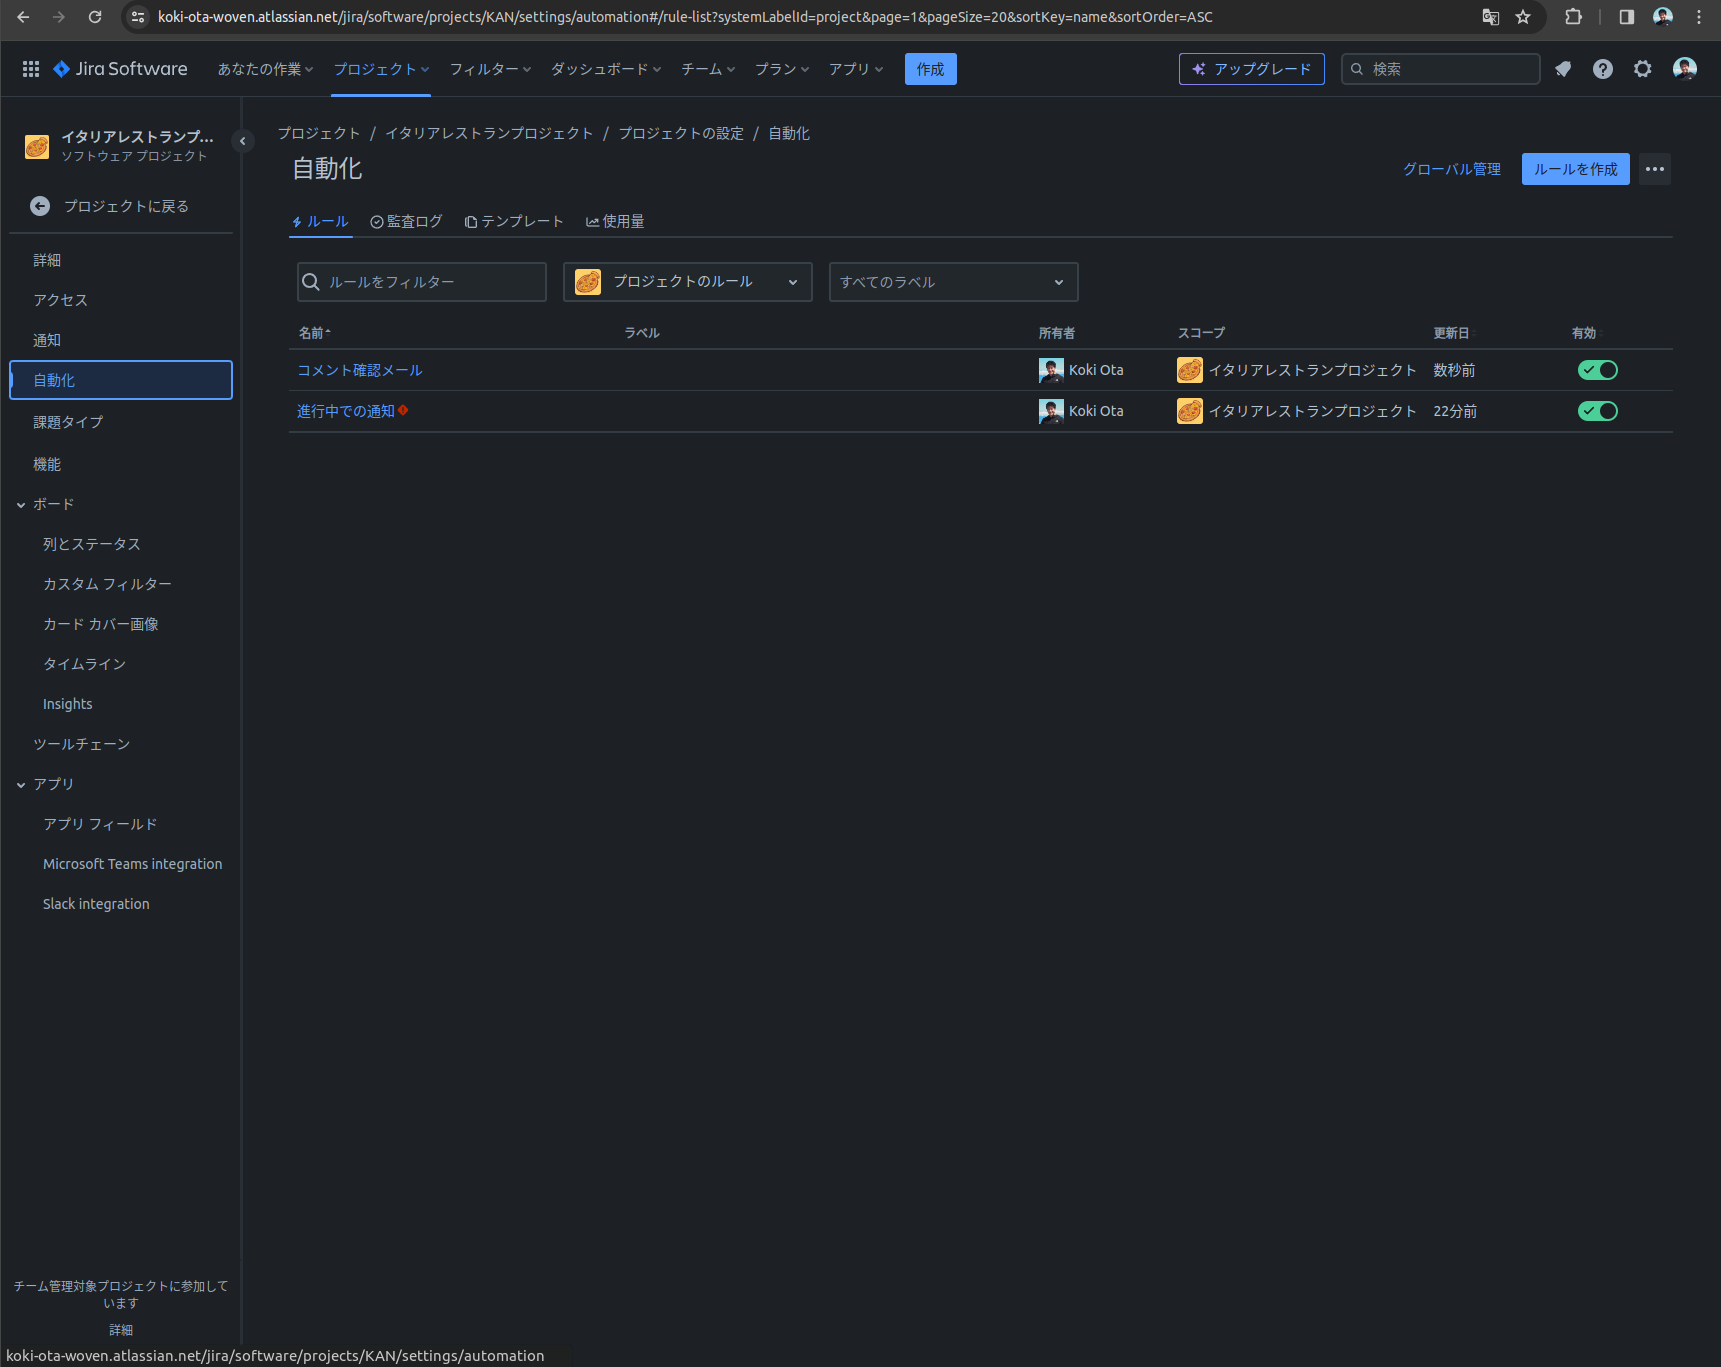 koki-ota-woven.atlassian.net/jira/software/projects/KAN/settings/automation#/rule-list?systemLabelId=project&page=1&pageSize=20&sortKey=name&sortOrder=ASC
Jira Software
あなたの作業
プロジェクト
フィルター
ダッシュボード
チーム
プラン
アプリ
作成
アップグレード
検索
イタリアレストランプ...
ソフトウェア プロジェクト
プロジェクトに戻る
詳細
アクセス
通知
自動化
課題タイプ
機能
ボード
列とステータス
カスタム フィルター
カード カバー画像
タイムライン
Insights
ツールチェーン
アプリ
アプリ フィールド
Microsoft Teams integration
Slack integration
チーム管理対象プロジェクトに参加して
います
詳細
プロジェクト / イタリアレストランプロジェクト / プロジェクトの設定 / 自動化
自動化
グローバル管理
ルールを作成
ルール
監査ログ
テンプレート
使用量
ルールをフィルター
プロジェクトのルール
すべてのラベル
名前 ラベル 所有者 スコープ 更新日 有効
コメント確認メール Koki Ota イタリアレストランプロジェクト 数秒前
進行中での通知 Koki Ota イタリアレストランプロジェクト 22分前
koki-ota-woven.atlassian.net/jira/software/projects/KAN/settings/automation